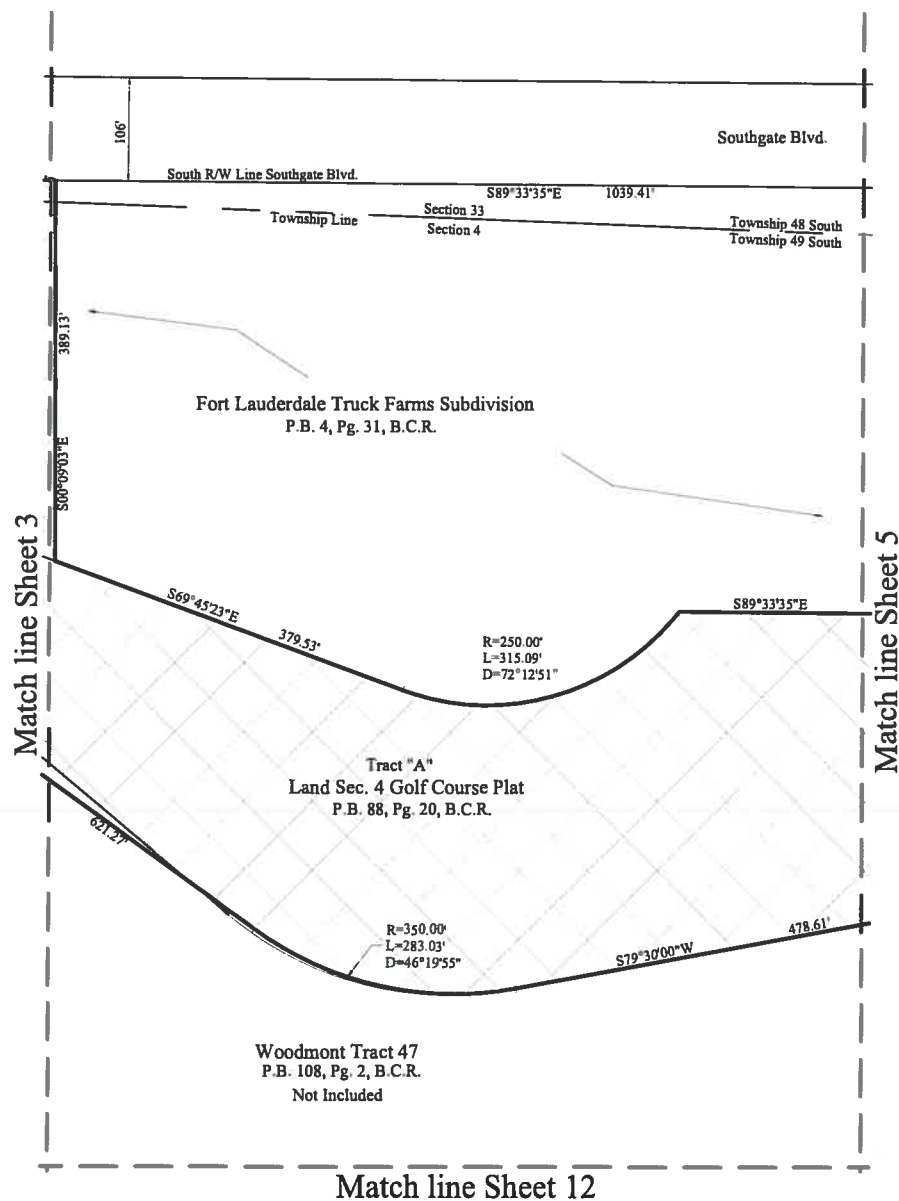 106'
Southgate Blvd.
South R/W Line Southgate Blvd.
S89°33'35"E 1039.41'
Section 33
Township Line
Section 4
Township 48 South
Township 49 South
389.13'
S00°09'03"E
Fort Lauderdale Truck Farms Subdivision
P.B. 4, Pg. 31, B.C.R.
Match line Sheet 3
Match line Sheet 5
S69°45'23"E
379.53'
S89°33'35"E
R=250.00'
L=315.09'
D=72°12'51"
Tract "A"
Land Sec. 4 Golf Course Plat
P.B. 88, Pg. 20, B.C.R.
621.27'
R=350.00'
L=283.03'
D=46°19'55"
S79°30'00"W
478.61'
Woodmont Tract 47
P.B. 108, Pg. 2, B.C.R.
Not Included
Match line Sheet 12